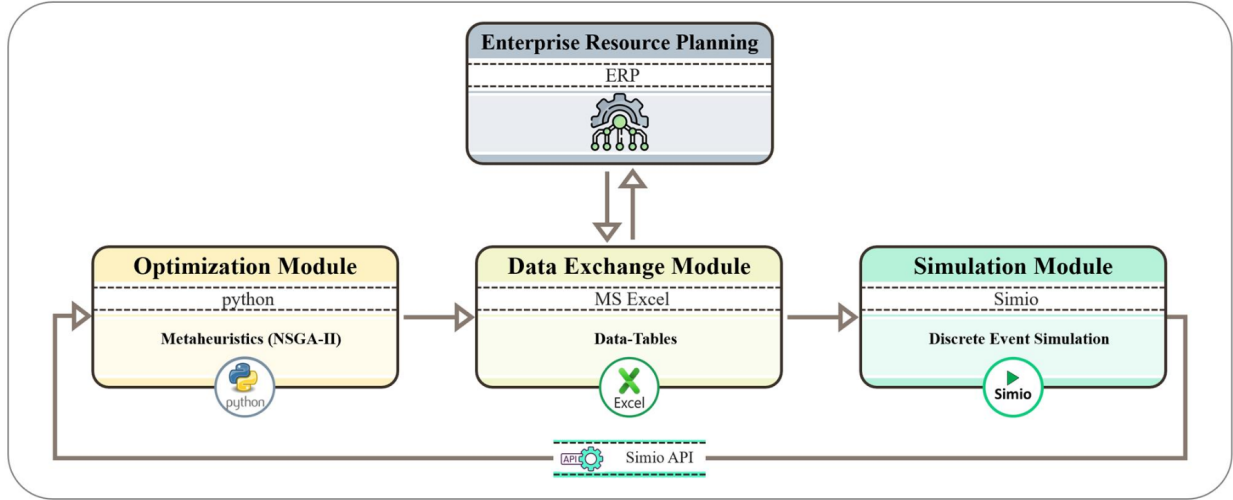 Enterprise Resource Planning
ERP
Optimization Module
python
Metaheuristics (NSGA-II)
python
Data Exchange Module
MS Excel
Data-Tables
Excel
Simulation Module
Simio
Discrete Event Simulation
Simio
API
Simio API